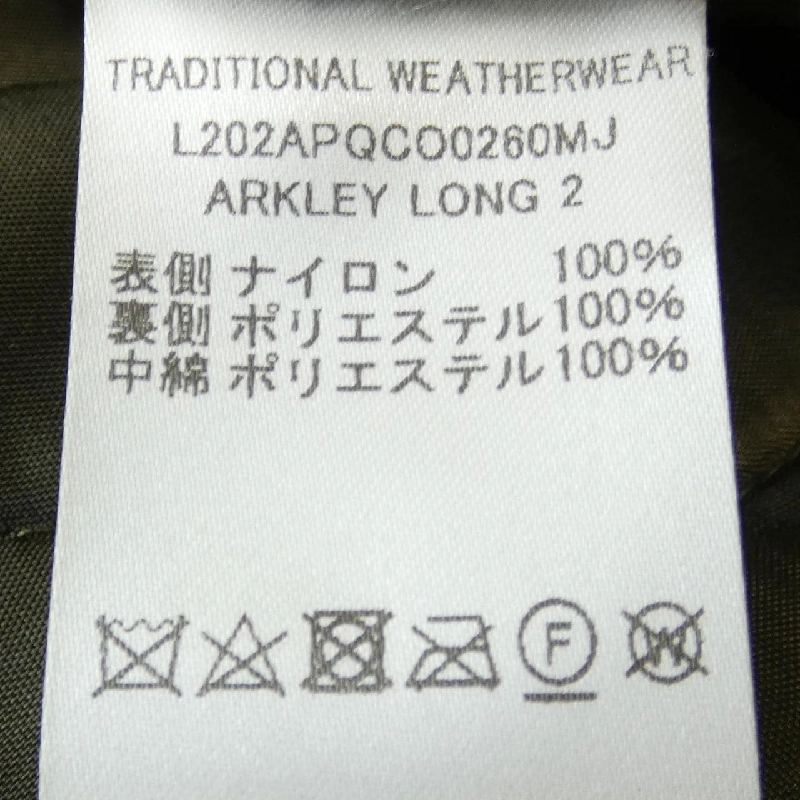 TRADITIONAL WEATHERWEAR
L202APQCO0260MJ
ARKLEY LONG 2
表側 ナイロン 100%
裏側 ポリエステル 100%
中綿 ポリエステル 100%
F
W